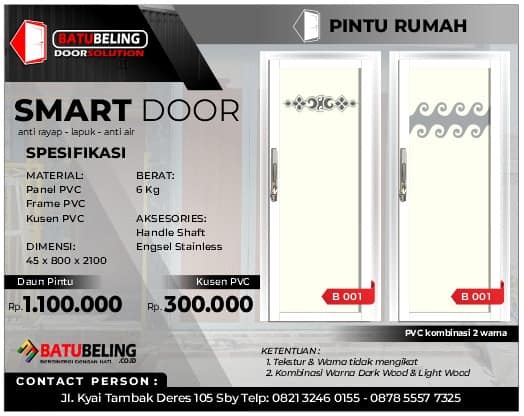 BATUBELING
DOORSOLUTION
PINTU RUMAH
SMART DOOR
anti rayap - lapuk - anti air
SPESIFIKASI
MATERIAL:
Panel PVC
Frame PVC
Kusen PVC
DIMENSI:
45 x 800 x 2100
BERAT:
6 Kg
AKSESORIES:
Handle Shaft
Engsel Stainless
Daun Pintu
Rp. 1.100.000
Kusen PVC
Rp. 300.000
B 001
B 001
PVC kombinasi 2 warna
BATUBELING
.CO.ID
BERSINERGI DENGAN HATI
KETENTUAN :
1. Tekstur & Warna tidak mengikat
2. Kombinasi Warna Dark Wood & Light Wood
CONTACT PERSON :
Jl. Kyai Tambak Deres 105 Sby Telp: 0821 3246 0155 - 0878 5557 7325